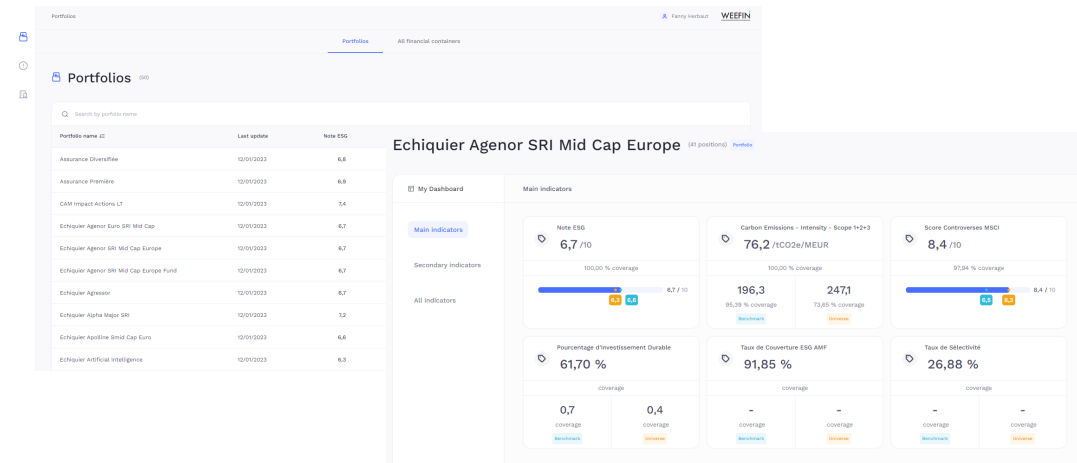 Portfolios
Fanny Herbaut WEEFIN
Portfolios All financial containers
Portfolios (50)
Search by porfolio name
Portfolio name Last update Note ESG
Assurance Diversifiée 12/01/2023 6,8
Assurance Première 12/01/2023 6,9
CAM Impact Actions LT 12/01/2023 7,4
Echiquier Agenor Euro SRI Mid Cap 12/01/2023 6,7
Echiquier Agenor SRI Mid Cap Europe 12/01/2023 6,7
Echiquier Agenor SRI Mid Cap Europe Fund 12/01/2023 6,7
Echiquier Agressor 12/01/2023 6,7
Echiquier Alpha Major SRI 12/01/2023 7,2
Echiquier Apolline Smid Cap Euro 12/01/2023 6,6
Echiquier Artificial Intelligence 12/01/2023 6,3
Echiquier Agenor SRI Mid Cap Europe (41 positions) Portfolio
My Dashboard
Main indicators
Secondary indicators
All indicators
Main indicators
Note ESG
6,7 /10
100,00 % coverage
6,7 / 10
6,3 6,6
Carbon Emissions - Intensity - Scope 1+2+3
76,2 /tCO2e/MEUR
100,00 % coverage
196,3 247,1
95,39 % coverage 73,65 % coverage
Benchmark Universe
Score Controverses MSCI
8,4 /10
97,94 % coverage
8,4 / 10
6,5 8,3
Pourcentage d'Investissement Durable
61,70 %
coverage
0,7 0,4
coverage coverage
Benchmark Universe
Taux de Couverture ESG AMF
91,85 %
coverage
- -
coverage coverage
Benchmark Universe
Taux de Sélectivité
26,88 %
coverage
- -
coverage coverage
Benchmark Universe